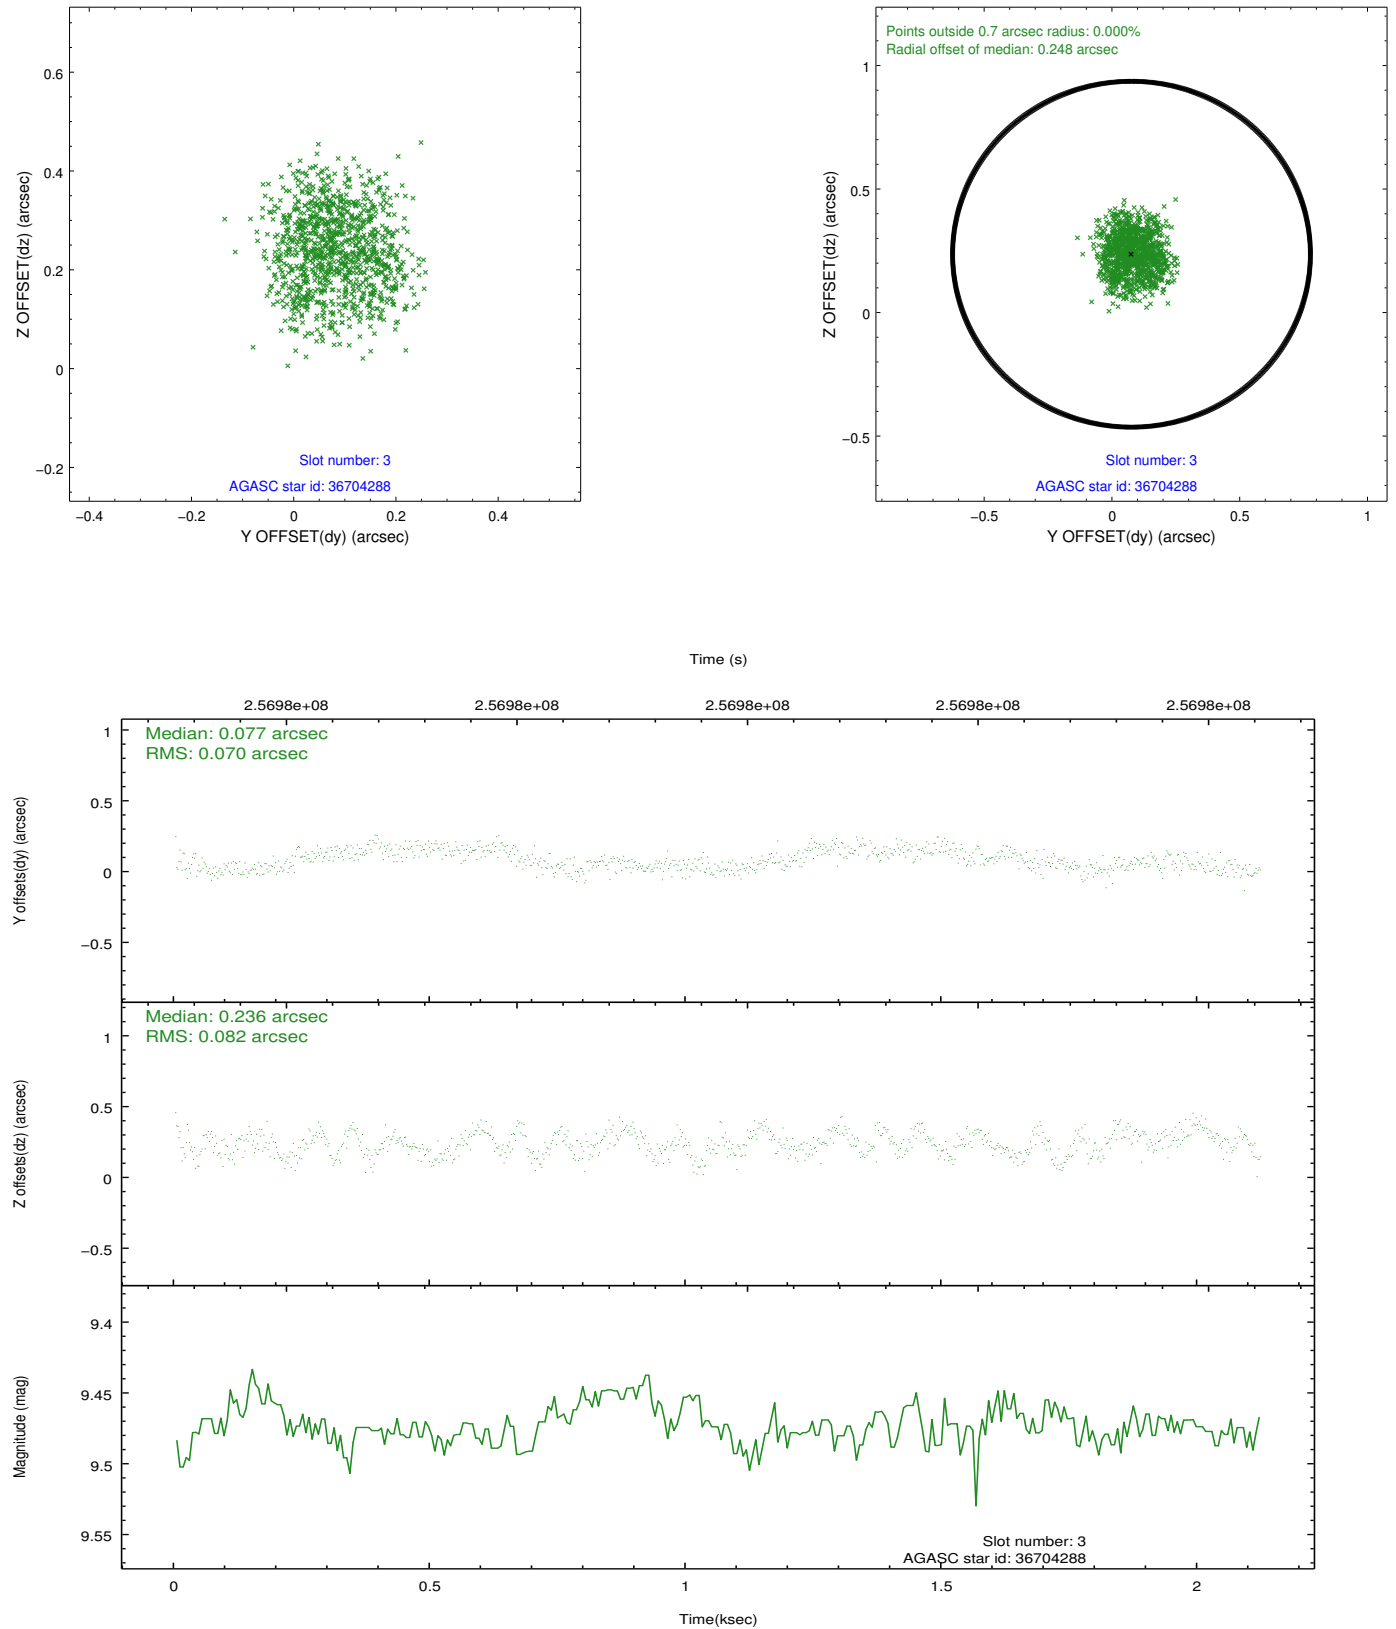 0.6
0.4
0.2
0
−0.2
Z OFFSET(dz) (arcsec)
Slot number: 3
AGASC star id: 36704288
−0.4 −0.2 0 0.2 0.4
Y OFFSET(dy) (arcsec)
Points outside 0.7 arcsec radius: 0.000%
Radial offset of median: 0.248 arcsec
1
0.5
0
−0.5
Z OFFSET(dz) (arcsec)
Slot number: 3
AGASC star id: 36704288
−0.5 0 0.5 1
Y OFFSET(dy) (arcsec)
Time (s)
2.5698e+08 2.5698e+08 2.5698e+08 2.5698e+08 2.5698e+08
Median: 0.077 arcsec
RMS: 0.070 arcsec
1
0.5
0
−0.5
Y offsets(dy) (arcsec)
Median: 0.236 arcsec
RMS: 0.082 arcsec
1
0.5
0
−0.5
Z offsets(dz) (arcsec)
9.4
9.45
9.5
9.55
Magnitude (mag)
Slot number: 3
AGASC star id: 36704288
0 0.5 1 1.5 2
Time(ksec)